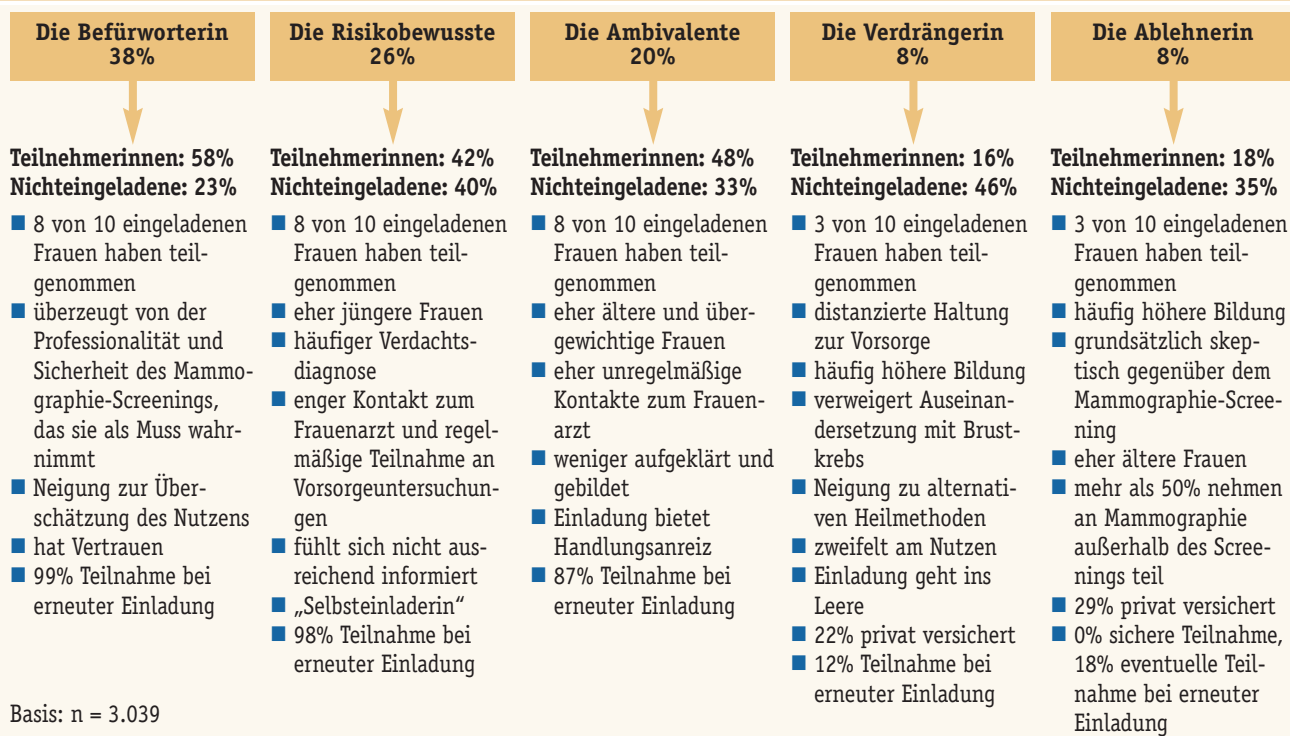 Die Befürworterin
38%
Teilnehmerinnen: 58%
Nichteingeladene: 23%
■ 8 von 10 eingeladenen
Frauen haben teil-
genommen
■ überzeugt von der
Professionalität und
Sicherheit des Mammo-
graphie-Screenings,
das sie als Muss wahr-
nimmt
■ Neigung zur Über-
schätzung des Nutzens
■ hat Vertrauen
■ 99% Teilnahme bei
erneuter Einladung
Die Risikobewusste
26%
Teilnehmerinnen: 42%
Nichteingeladene: 40%
■ 8 von 10 eingeladenen
Frauen haben teil-
genommen
■ eher jüngere Frauen
■ häufiger Verdachts-
diagnose
■ enger Kontakt zum
Frauenarzt und regel-
mäßige Teilnahme an
Vorsorgeuntersuchun-
gen
■ fühlt sich nicht aus-
reichend informiert
■ „Selbsteinladerin“
■ 98% Teilnahme bei
erneuter Einladung
Die Ambivalente
20%
Teilnehmerinnen: 48%
Nichteingeladene: 33%
■ 8 von 10 eingeladenen
Frauen haben teil-
genommen
■ eher ältere und über-
gewichtige Frauen
■ eher unregelmäßige
Kontakte zum Frauen-
arzt
■ weniger aufgeklärt und
gebildet
■ Einladung bietet
Handlungsanreiz
■ 87% Teilnahme bei
erneuter Einladung
Die Verdrängerin
8%
Teilnehmerinnen: 16%
Nichteingeladene: 46%
■ 3 von 10 eingeladenen
Frauen haben teil-
genommen
■ distanzierte Haltung
zur Vorsorge
■ häufig höhere Bildung
■ verweigert Auseinan-
dersetzung mit Brust-
krebs
■ Neigung zu alternati-
ven Heilmethoden
■ zweifelt am Nutzen
■ Einladung geht ins
Leere
■ 22% privat versichert
■ 12% Teilnahme bei
erneuter Einladung
Die Ablehnerin
8%
Teilnehmerinnen: 18%
Nichteingeladene: 35%
■ 3 von 10 eingeladenen
Frauen haben teil-
genommen
■ häufig höhere Bildung
■ grundsätzlich skep-
tisch gegenüber dem
Mammographie-Scree-
ning
■ eher ältere Frauen
■ mehr als 50% nehmen
an Mammographie
außerhalb des Scree-
nings teil
■ 29% privat versichert
■ 0% sichere Teilnahme,
18% eventuelle Teil-
nahme bei erneuter
Einladung
Basis: n = 3.039